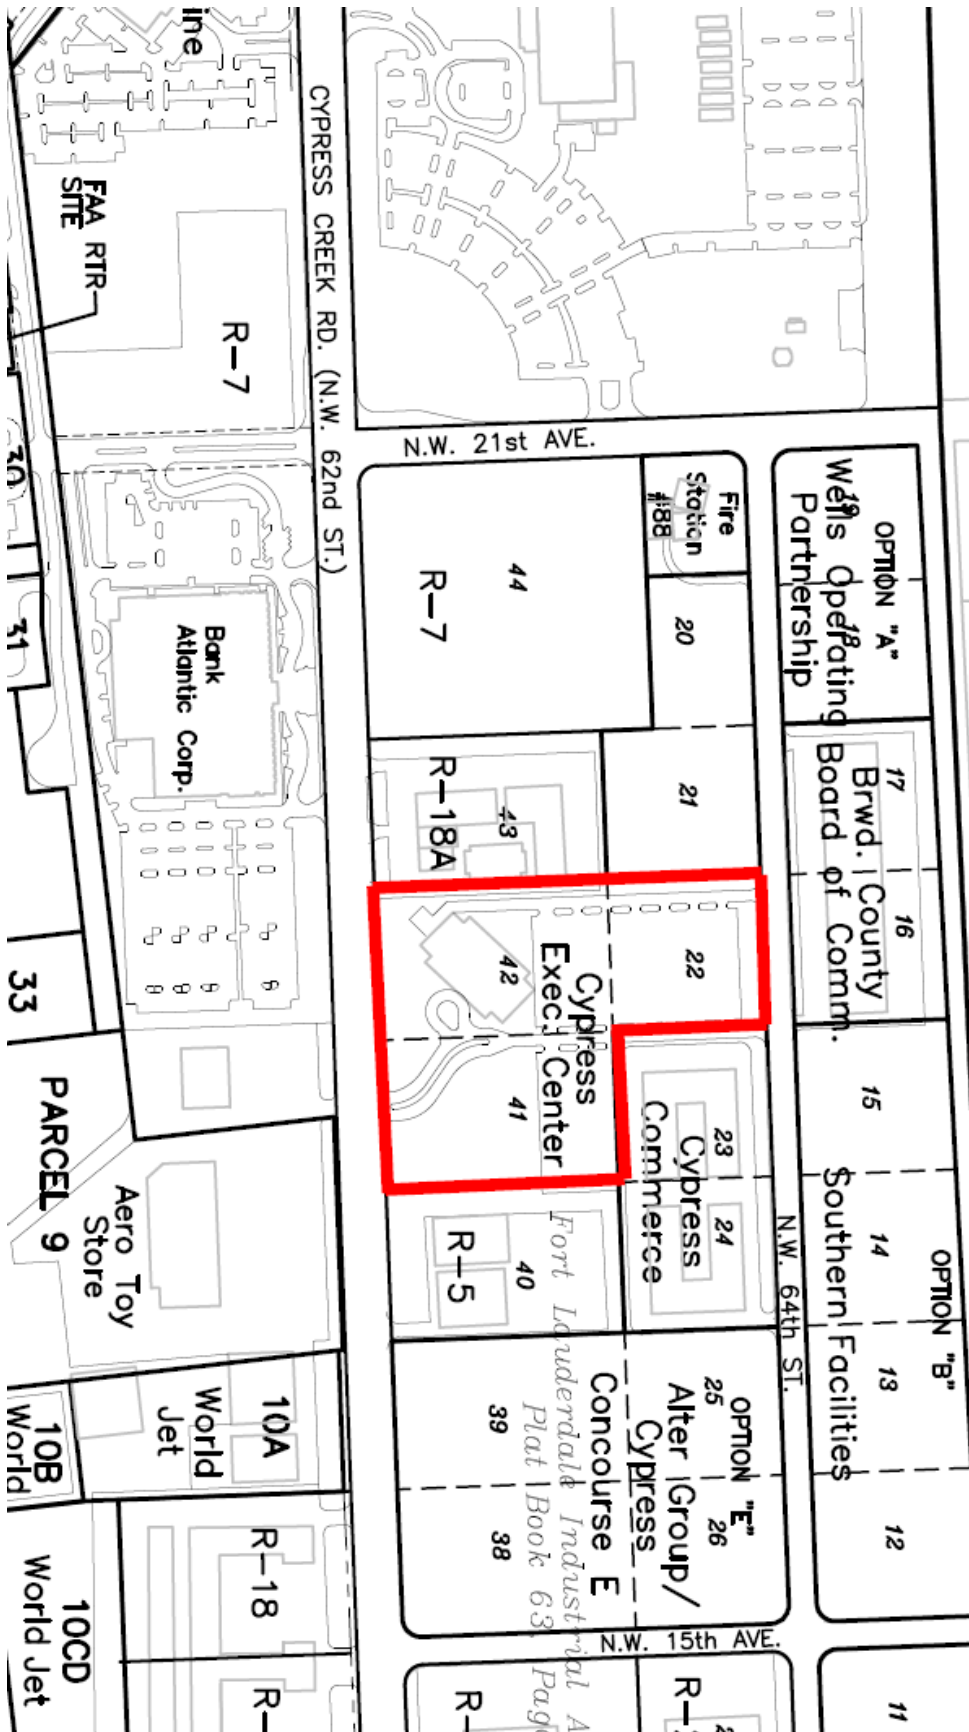 ine
CYPRESS CREEK RD. (N.W. 62nd ST.)
FAA RTR
SITE
R-7
N.W. 21st AVE.
30
31
33
Bank
Atlantic Corp.
44
R-7
Fire
Station
#88
20
21
OPTION "A"
19
18
Wells Operating
Partnership
17
16
Brwd. County
Board of Comm.
R-18A
43
22
42
41
Cypress
Exec. Center
23
24
Cypress
Commerce
15
14
13
12
Southern Facilities
OPTION "B"
N.W. 64th ST.
PARCEL 9
Aero Toy
Store
R-5
40
Fort Lauderdale Industrial A
Plat Book 63, Pag
39
38
Concourse E
25
26
OPTION "E"
Alter Group/
Cypress
10A
World
Jet
10B
World
10CD
World Jet
R-18
R-
N.W. 15th AVE.
R-
R-
11